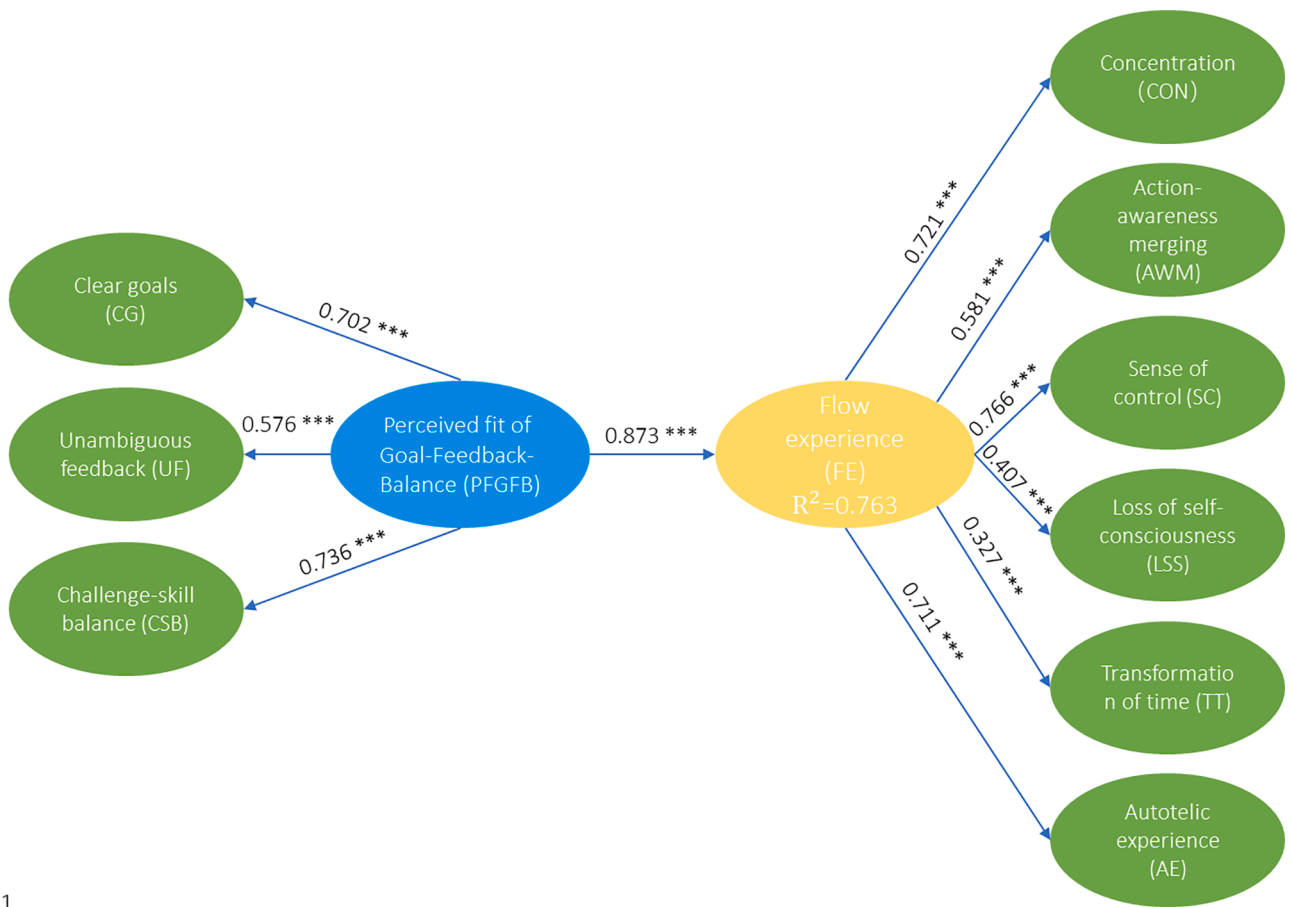 Concentration
(CON)
Action-
awareness
merging
(AWM)
Sense of
control (SC)
Loss of self-
consciousness
(LSS)
Transformatio
n of time (TT)
Autotelic
experience
(AE)
0.721 ***
0.581 ***
0.766 ***
0.407 ***
0.327 ***
0.711 ***
Clear goals
(CG)
Unambiguous
feedback (UF)
Challenge-skill
balance (CSB)
0.702 ***
0.576 ***
0.736 ***
Perceived fit of
Goal-Feedback-
Balance (PFGFB)
0.873 ***
Flow
experience
(FE)
R²=0.763
1